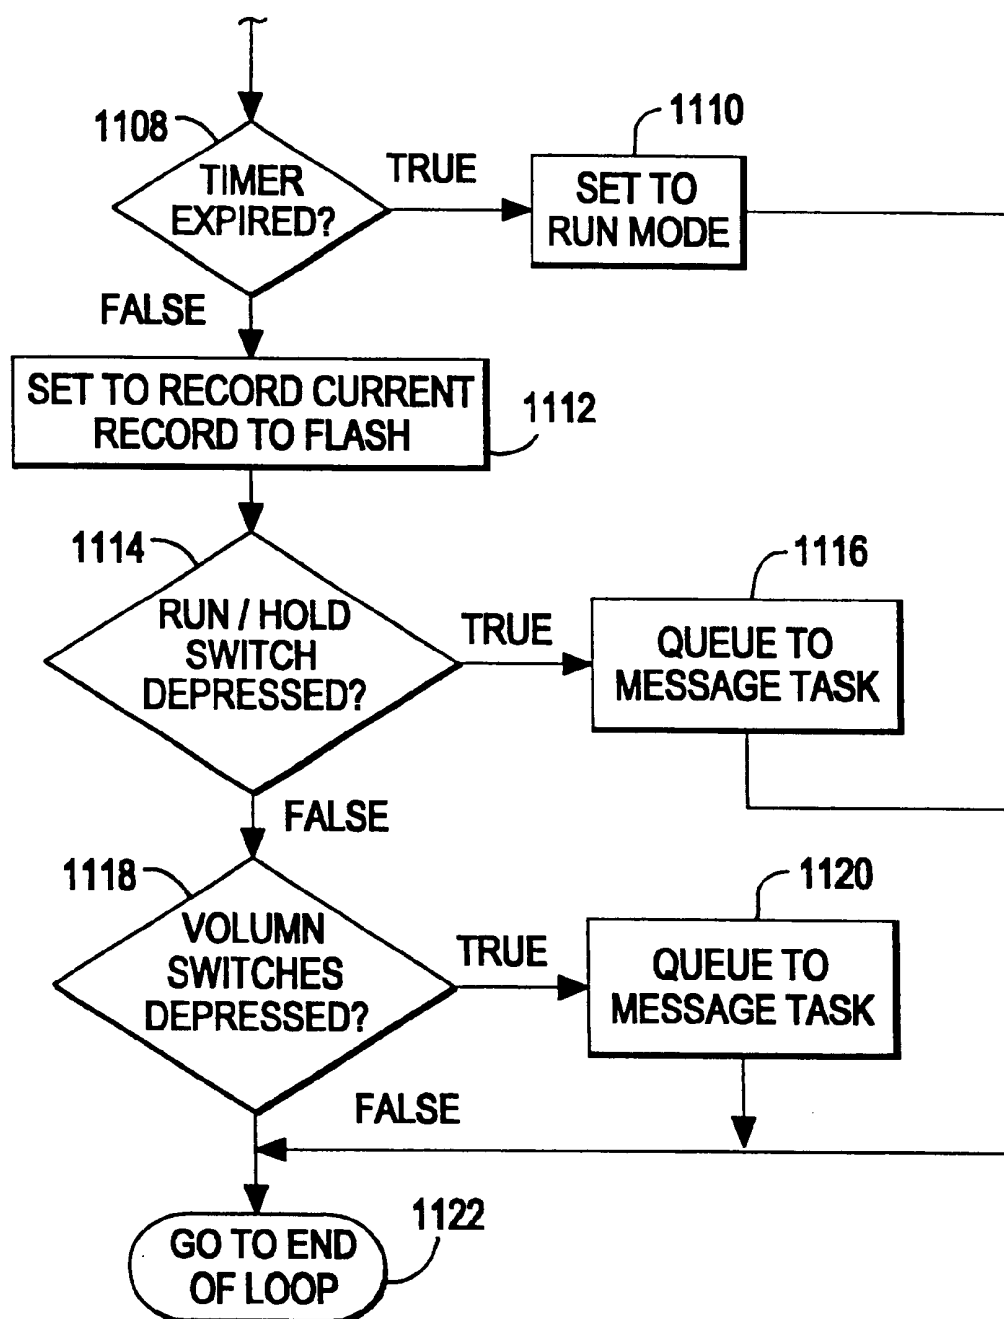 1108
TIMER
EXPIRED?
TRUE
1110
SET TO
RUN MODE
FALSE
SET TO RECORD CURRENT
RECORD TO FLASH
1112
1114
RUN / HOLD
SWITCH
DEPRESSED?
TRUE
1116
QUEUE TO
MESSAGE TASK
FALSE
1118
VOLUMN
SWITCHES
DEPRESSED?
TRUE
1120
QUEUE TO
MESSAGE TASK
FALSE
GO TO END
OF LOOP
1122